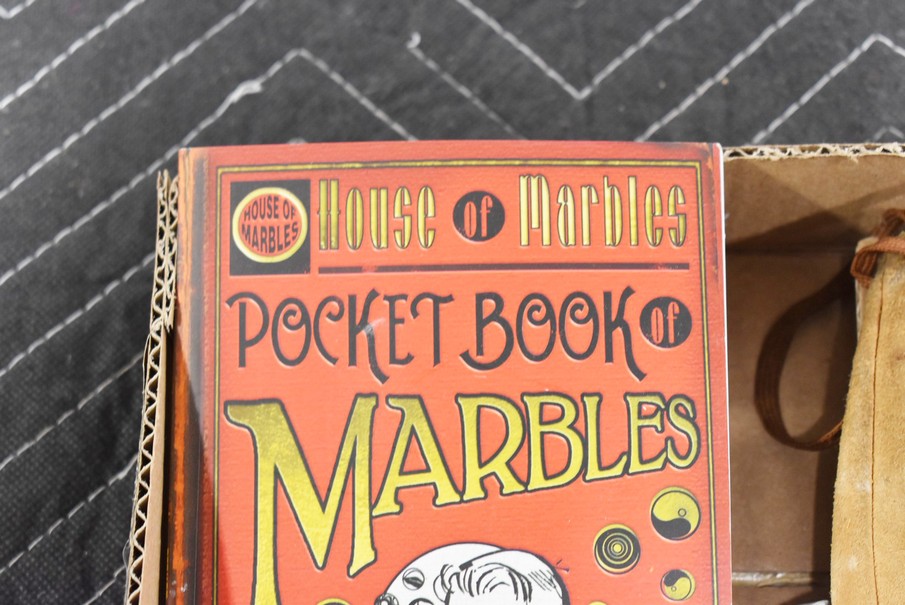 HOUSE OF
MARBLES
House of Marbles
POCKET BOOK of
MARBLES